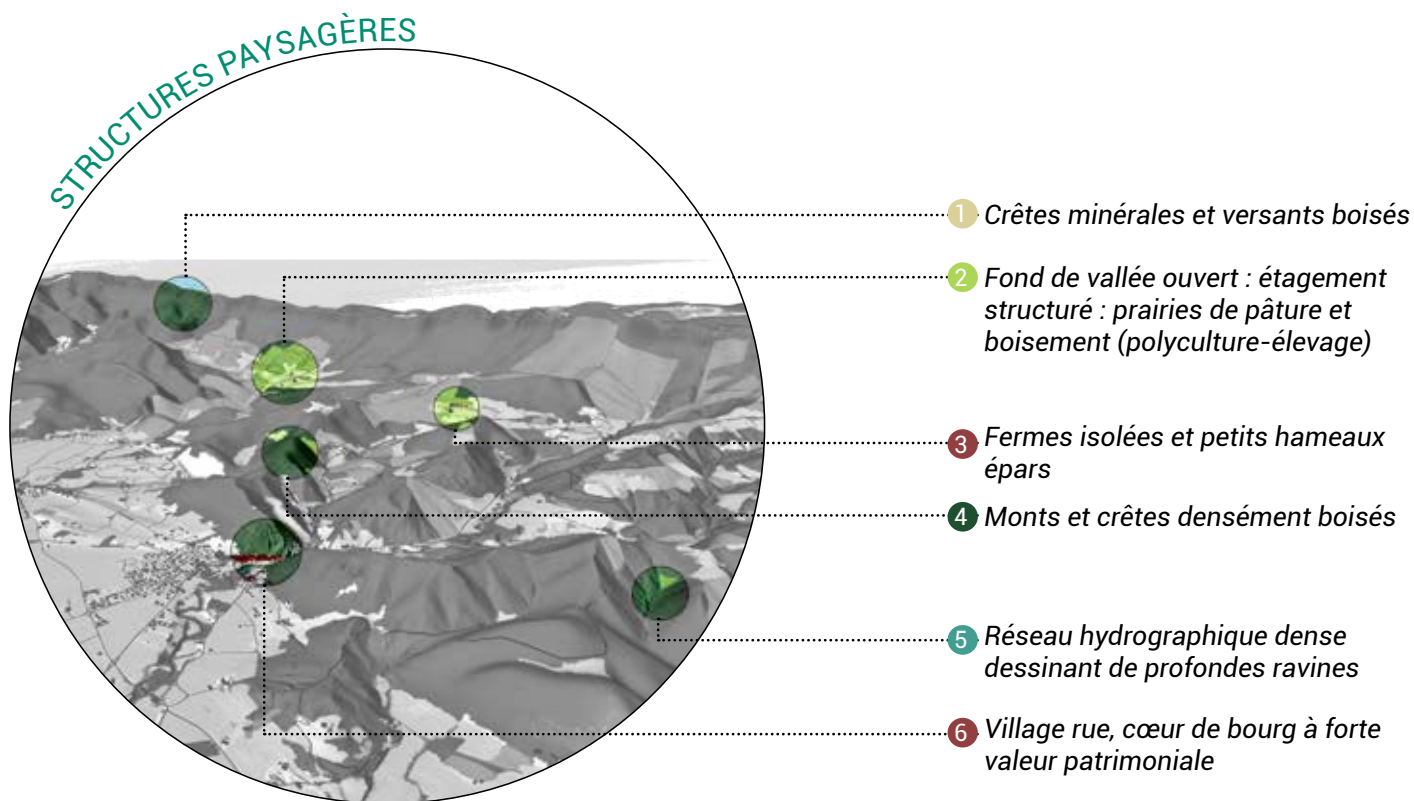 STRUCTURES PAYSAGÈRES
1 Crêtes minérales et versants boisés
2 Fond de vallée ouvert : étagement
structuré : prairies de pâture et
boisement (polyculture-élevage)
3 Fermes isolées et petits hameaux
épars
4 Monts et crêtes densément boisés
5 Réseau hydrographique dense
dessinant de profondes ravines
6 Village rue, cœur de bourg à forte
valeur patrimoniale